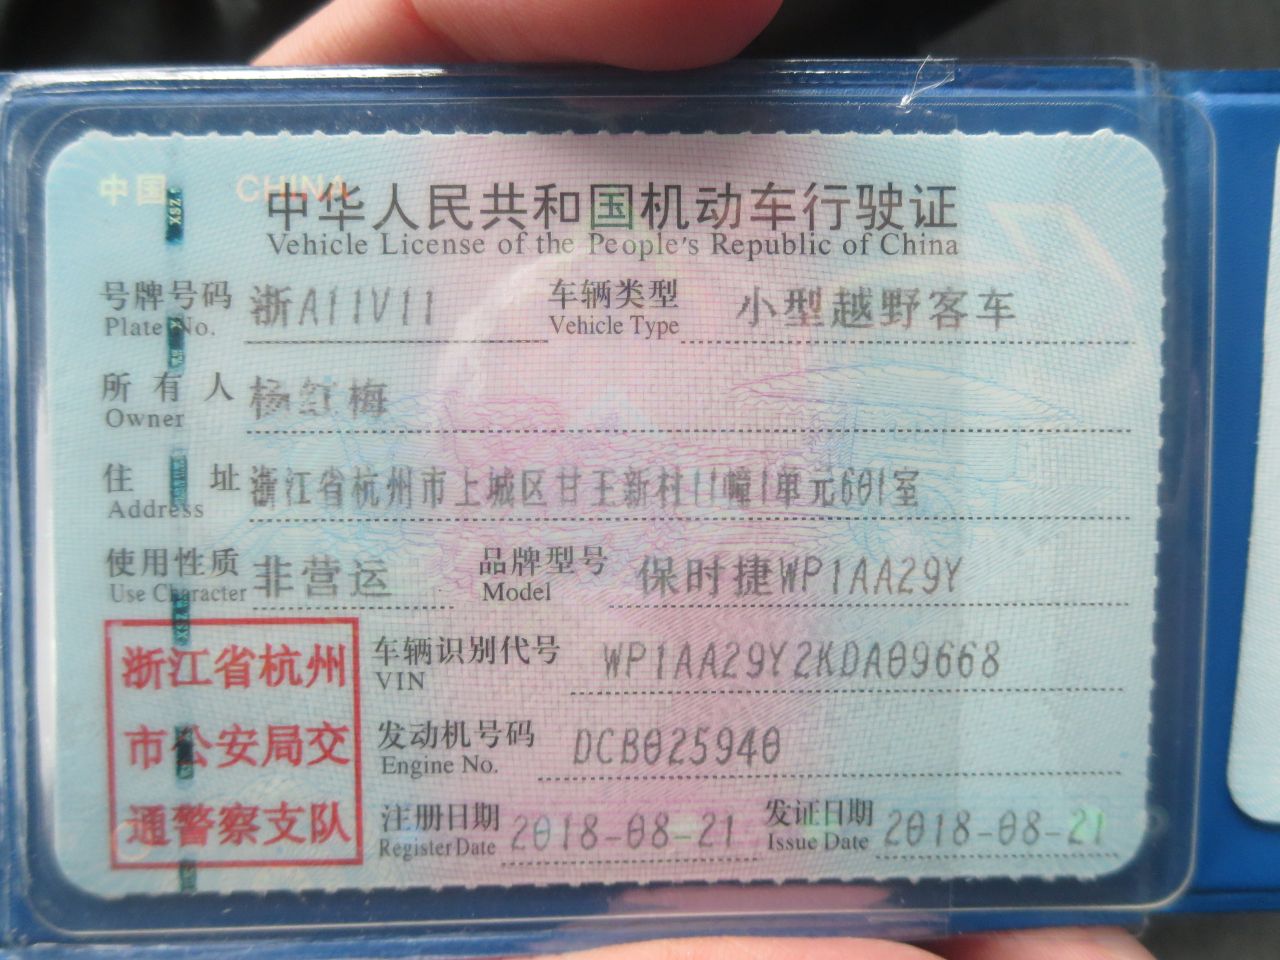 中国 CHINA
中华人民共和国机动车行驶证
Vehicle License of the People's Republic of China
号牌号码 浙A11V11 车辆类型 小型越野客车
Plate No. Vehicle Type
所有人 杨红梅
Owner
住址 浙江省杭州市上城区甘王新村11幢1单元601室
Address
使用性质 非营运 品牌型号 保时捷WP1AA29Y
Use Character Model
浙江省杭州
市公安局交
通警察支队
车辆识别代号 WP1AA29Y2KDA09668
VIN
发动机号码 DCB025940
Engine No.
注册日期 2018-08-21 发证日期 2018-08-21
Register Date Issue Date